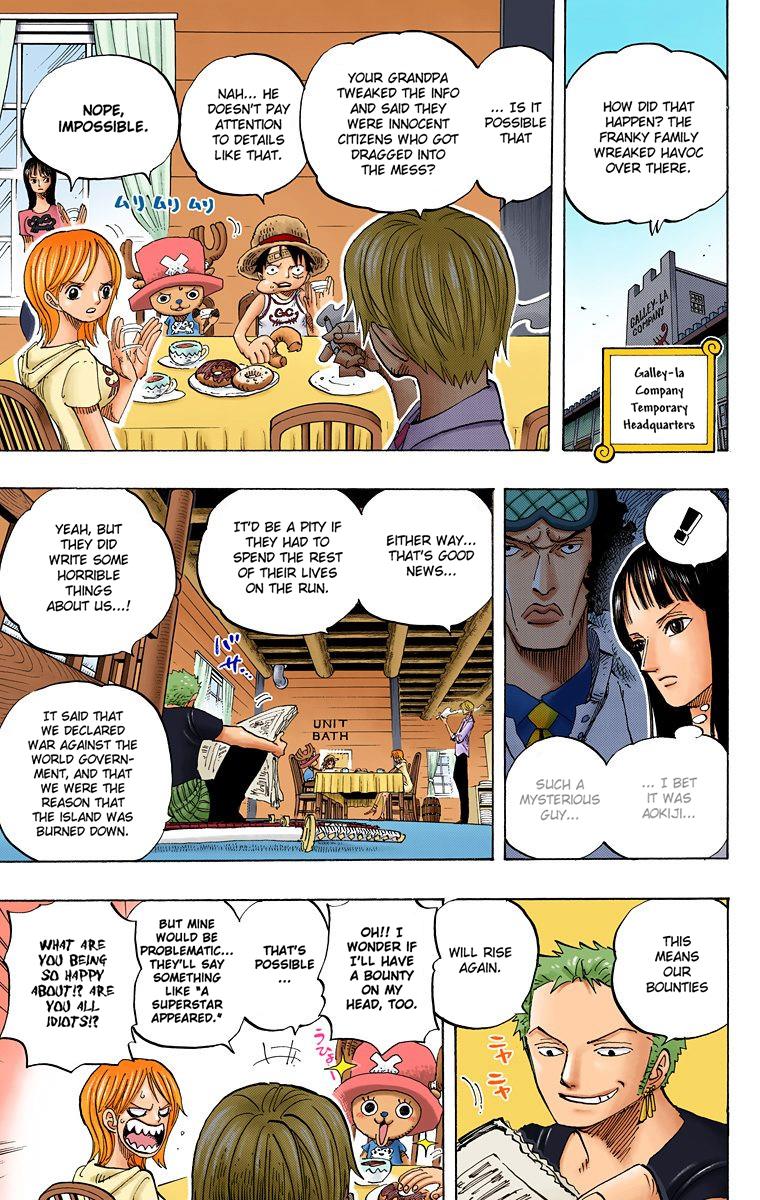 HOW DID THAT
HAPPEN? THE
FRANKY FAMILY
WREAKED HAVOC
OVER THERE.
GALLEY-LA
COMPANY
Galley-la
Company
Temporary
Headquarters
... IS IT
POSSIBLE
THAT
YOUR GRANDPA
TWEAKED THE INFO
AND SAID THEY
WERE INNOCENT
CITIZENS WHO GOT
DRAGGED INTO
THE MESS?
NAH... HE
DOESN'T PAY
ATTENTION
TO DETAILS
LIKE THAT.
NOPE,
IMPOSSIBLE.
ムリ ムリ ムリ
GC
!
... I BET
IT WAS
AOKIJI...
SUCH A
MYSTERIOUS
GUY...
EITHER WAY...
THAT'S GOOD
NEWS...
IT'D BE A PITY IF
THEY HAD TO
SPEND THE REST
OF THEIR LIVES
ON THE RUN.
YEAH, BUT
THEY DID
WRITE SOME
HORRIBLE
THINGS
ABOUT US...!
バサ...
UNIT
BATH
IT SAID THAT
WE DECLARED
WAR AGAINST THE
WORLD GOVERN-
MENT, AND THAT
WE WERE THE
REASON THAT
THE ISLAND WAS
BURNED DOWN.
THIS
MEANS
OUR
BOUNTIES
WILL RISE
AGAIN.
ニヤ
ニヤ
OH!! I
WONDER IF
I'LL HAVE
A BOUNTY
ON MY
HEAD, TOO.
うひょー
THAT'S
POSSIBLE
...
BUT MINE
WOULD BE
PROBLEMATIC...
THEY'LL SAY
SOMETHING
LIKE "A
SUPERSTAR
APPEARED."
WHAT ARE
YOU BEING
SO HAPPY
ABOUT!? ARE
YOU ALL
IDIOTS!?